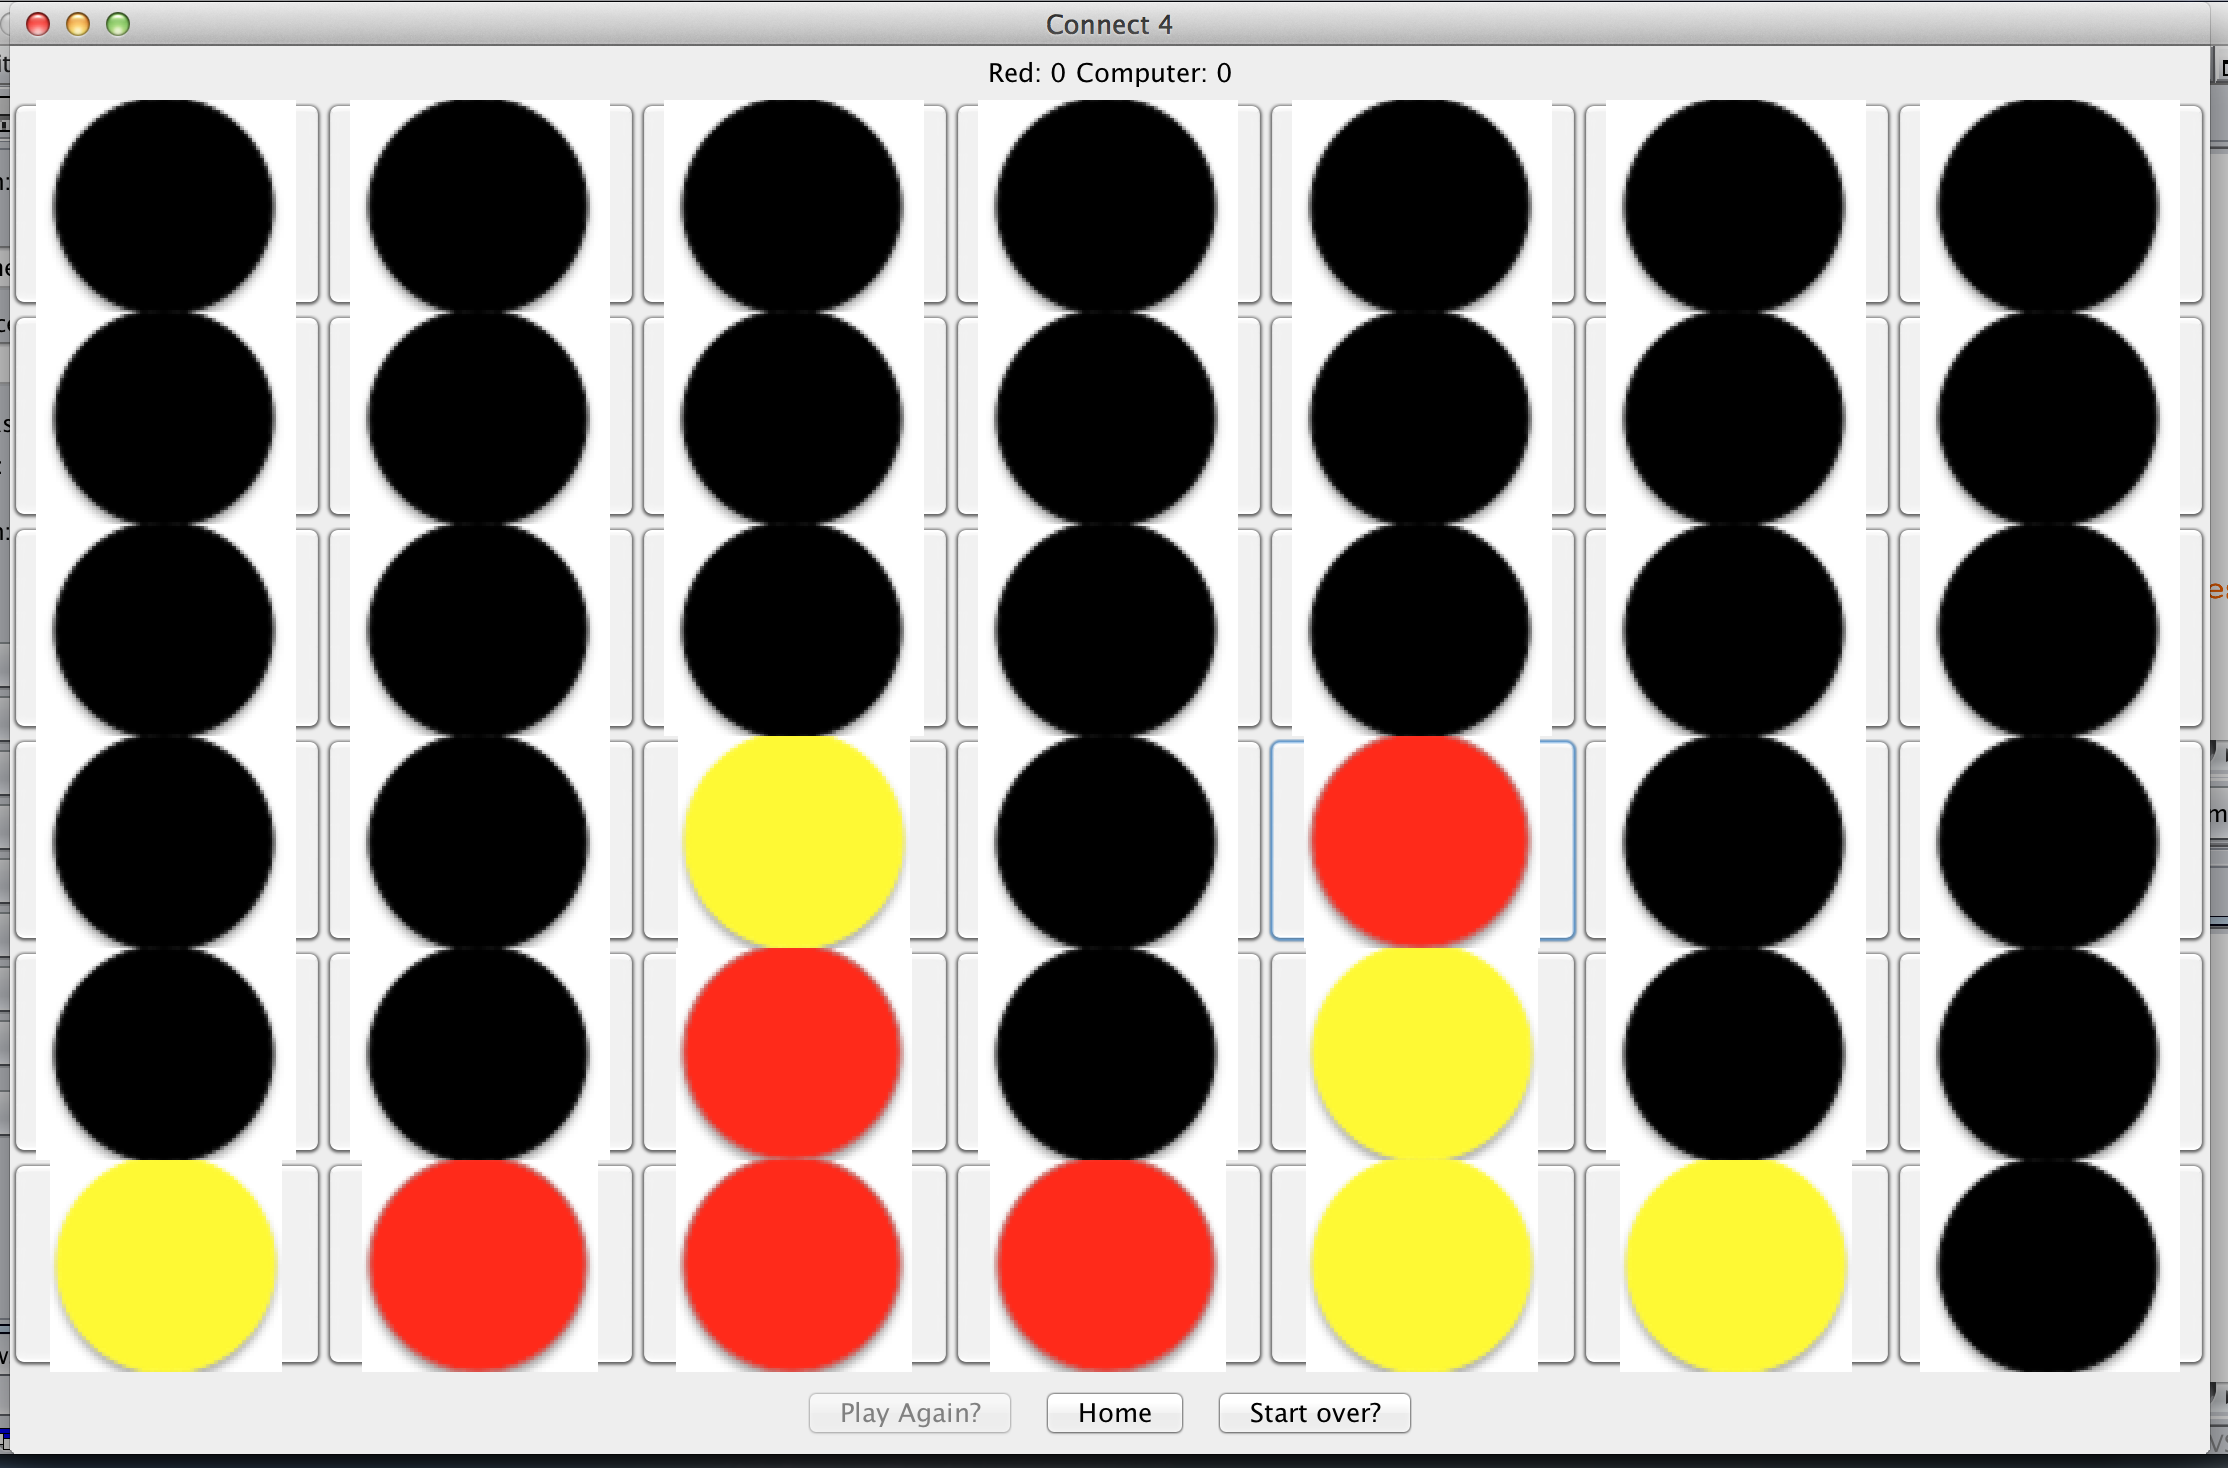 Connect 4
Red: 0 Computer: 0
Play Again?
Home
Start over?